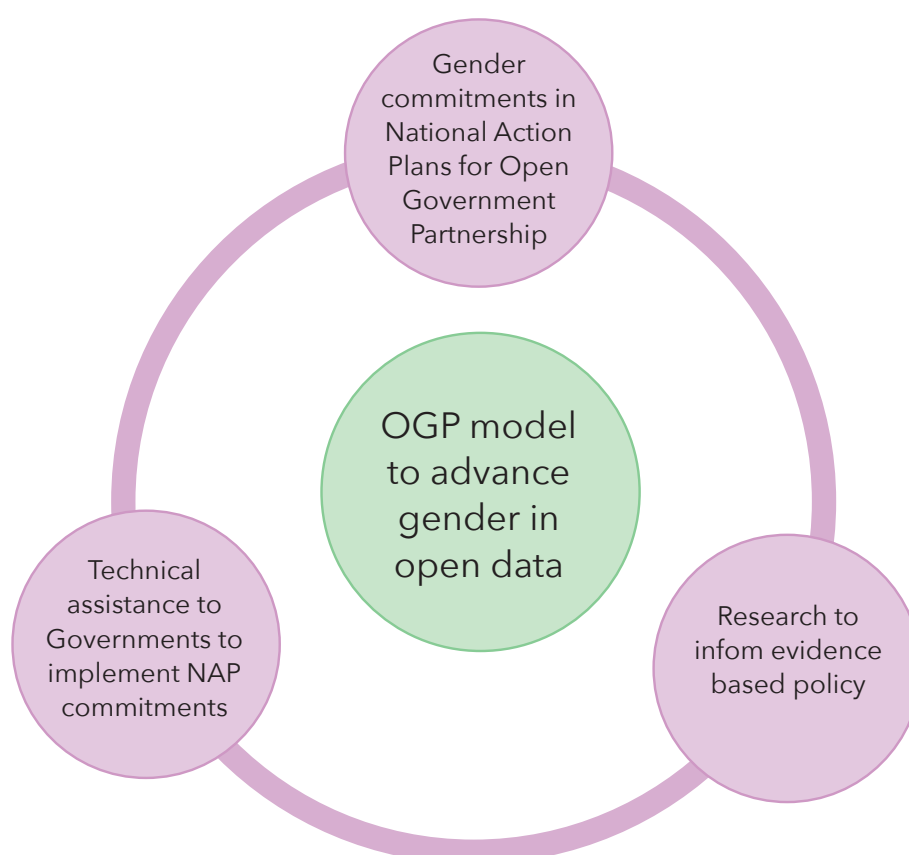 Gender
commitments in
National Action
Plans for Open
Government
Partnership
OGP model
to advance
gender in
open data
Technical
assistance to
Governments to
implement NAP
commitments
Research to
infom evidence
based policy